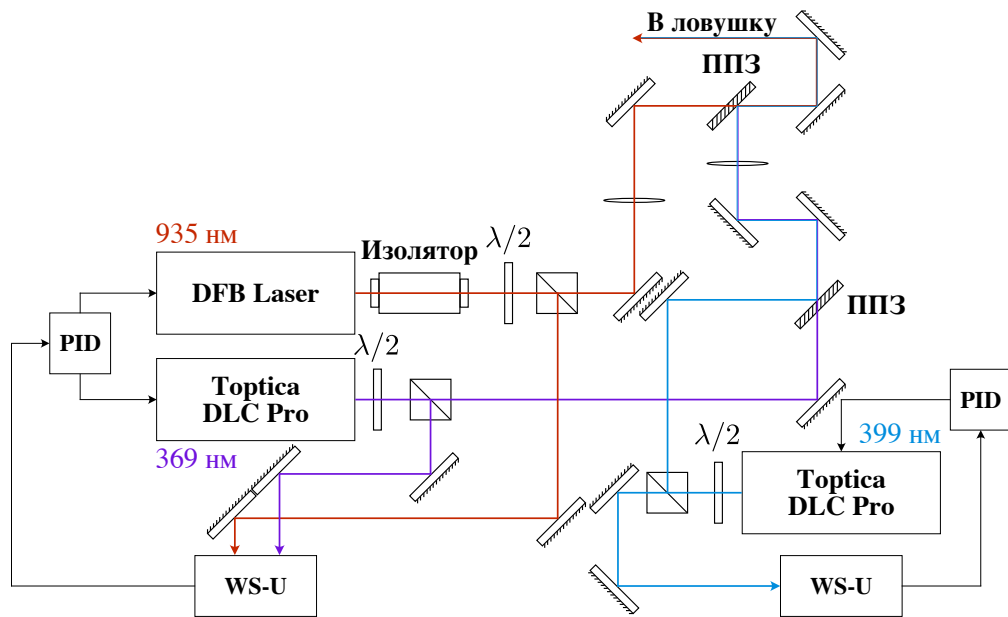 В ловушку
ППЗ
935 нм
Изолятор
λ/2
DFB Laser
ППЗ
PID
λ/2
Toptica
DLC Pro
PID
369 нм
399 нм
λ/2
Toptica
DLC Pro
WS-U
WS-U